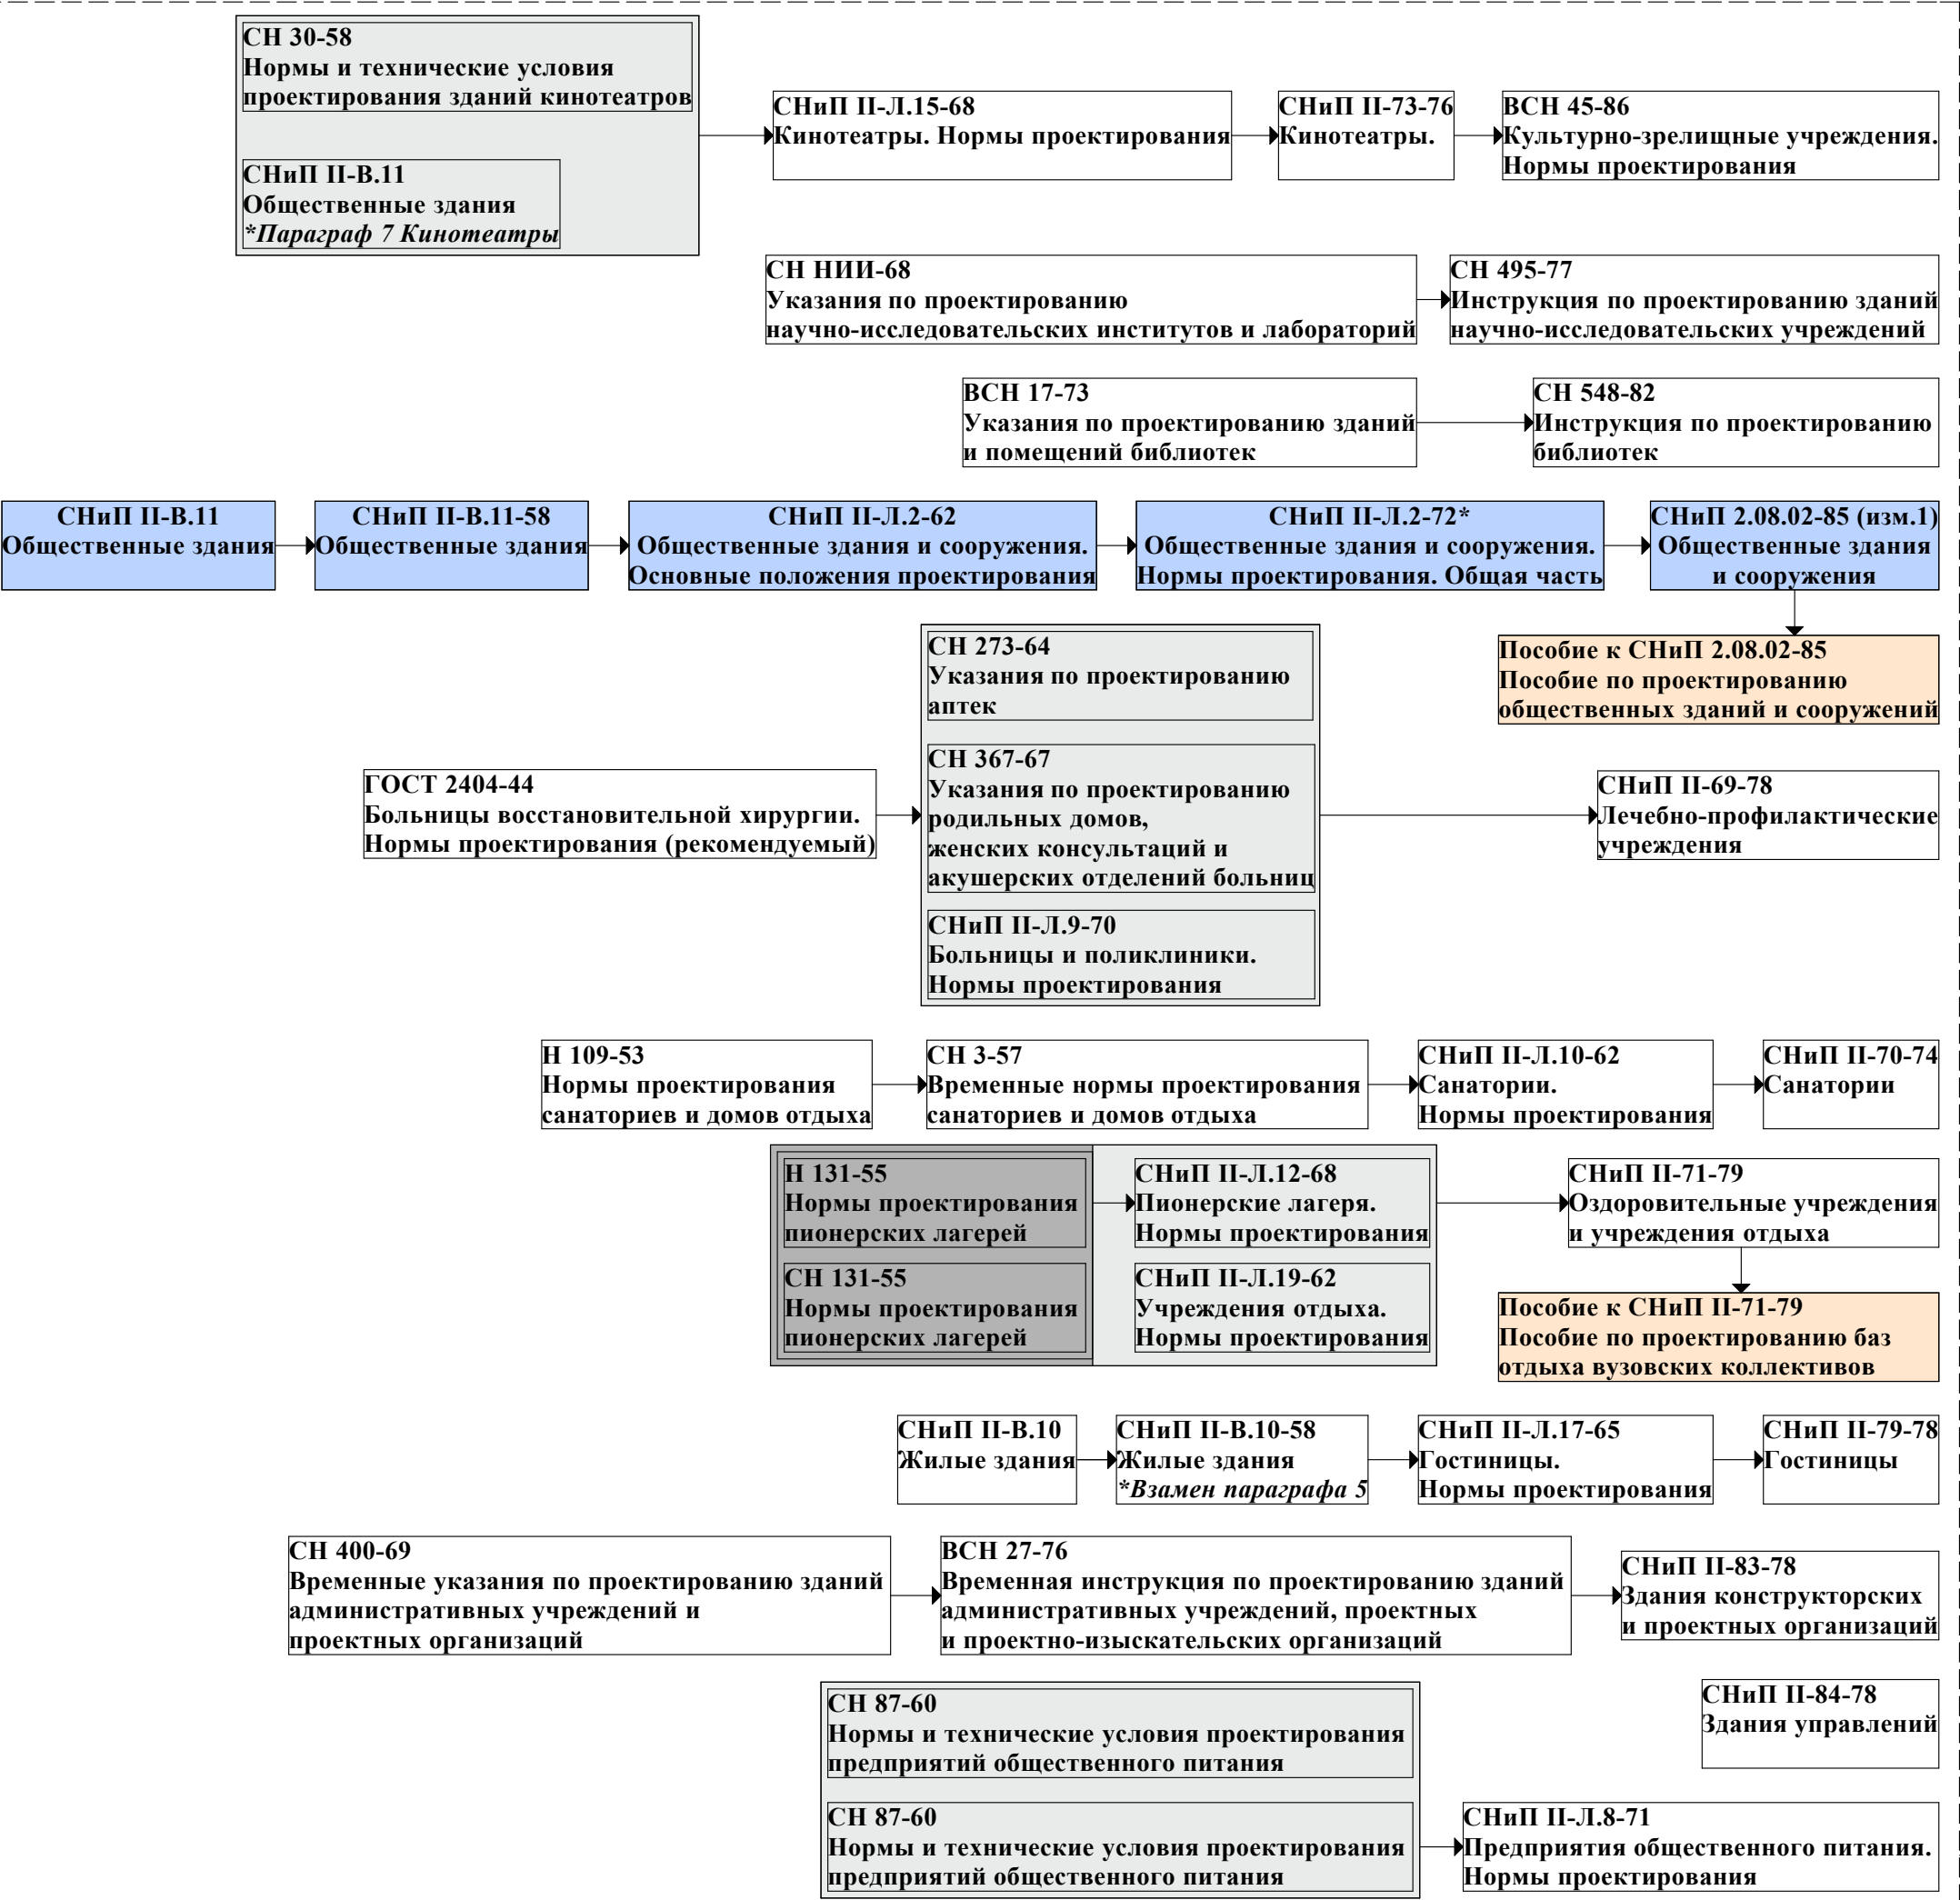 СН 30-58
Нормы и технические условия
проектирования зданий кинотеатров
СНиП II-В.11
Общественные здания
*Параграф 7 Кинотеатры
СНиП II-Л.15-68
Кинотеатры. Нормы проектирования
СНиП II-73-76
Кинотеатры.
ВСН 45-86
Культурно-зрелищные учреждения.
Нормы проектирования
СН НИИ-68
Указания по проектированию
научно-исследовательских институтов и лабораторий
СН 495-77
Инструкция по проектированию зданий
научно-исследовательских учреждений
ВСН 17-73
Указания по проектированию зданий
и помещений библиотек
СН 548-82
Инструкция по проектированию
библиотек
СНиП II-В.11
Общественные здания
СНиП II-В.11-58
Общественные здания
СНиП II-Л.2-62
Общественные здания и сооружения.
Основные положения проектирования
СНиП II-Л.2-72*
Общественные здания и сооружения.
Нормы проектирования. Общая часть
СНиП 2.08.02-85 (изм.1)
Общественные здания
и сооружения
Пособие к СНиП 2.08.02-85
Пособие по проектированию
общественных зданий и сооружений
ГОСТ 2404-44
Больницы восстановительной хирургии.
Нормы проектирования (рекомендуемый)
СН 273-64
Указания по проектированию
аптек
СН 367-67
Указания по проектированию
родильных домов,
женских консультаций и
акушерских отделений больниц
СНиП II-Л.9-70
Больницы и поликлиники.
Нормы проектирования
СНиП II-69-78
Лечебно-профилактические
учреждения
Н 109-53
Нормы проектирования
санаториев и домов отдыха
СН 3-57
Временные нормы проектирования
санаториев и домов отдыха
СНиП II-Л.10-62
Санатории.
Нормы проектирования
СНиП II-70-74
Санатории
Н 131-55
Нормы проектирования
пионерских лагерей
СН 131-55
Нормы проектирования
пионерских лагерей
СНиП II-Л.12-68
Пионерские лагеря.
Нормы проектирования
СНиП II-Л.19-62
Учреждения отдыха.
Нормы проектирования
СНиП II-71-79
Оздоровительные учреждения
и учреждения отдыха
Пособие к СНиП II-71-79
Пособие по проектированию баз
отдыха вузовских коллективов
СНиП II-В.10
Жилые здания
СНиП II-В.10-58
Жилые здания
*Взамен параграфа 5
СНиП II-Л.17-65
Гостиницы.
Нормы проектирования
СНиП II-79-78
Гостиницы
СН 400-69
Временные указания по проектированию зданий
административных учреждений и
проектных организаций
ВСН 27-76
Временная инструкция по проектированию зданий
административных учреждений, проектных
и проектно-изыскательских организаций
СНиП II-83-78
Здания конструкторских
и проектных организаций
СНиП II-84-78
Здания управлений
СН 87-60
Нормы и технические условия проектирования
предприятий общественного питания
СН 87-60
Нормы и технические условия проектирования
предприятий общественного питания
СНиП II-Л.8-71
Предприятия общественного питания.
Нормы проектирования